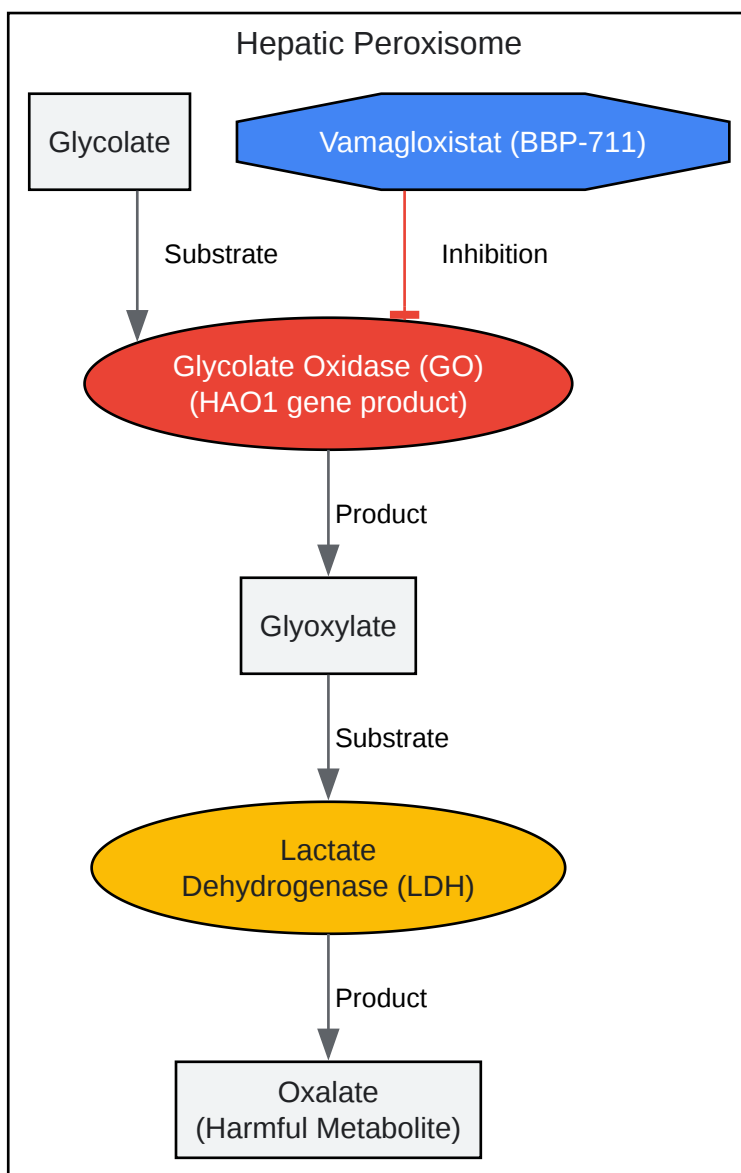 Hepatic Peroxisome
Glycolate
Vamagloxistat (BBP-711)
Substrate
Inhibition
Glycolate Oxidase (GO)
(HAO1 gene product)
Product
Glyoxylate
Substrate
Lactate
Dehydrogenase (LDH)
Product
Oxalate
(Harmful Metabolite)